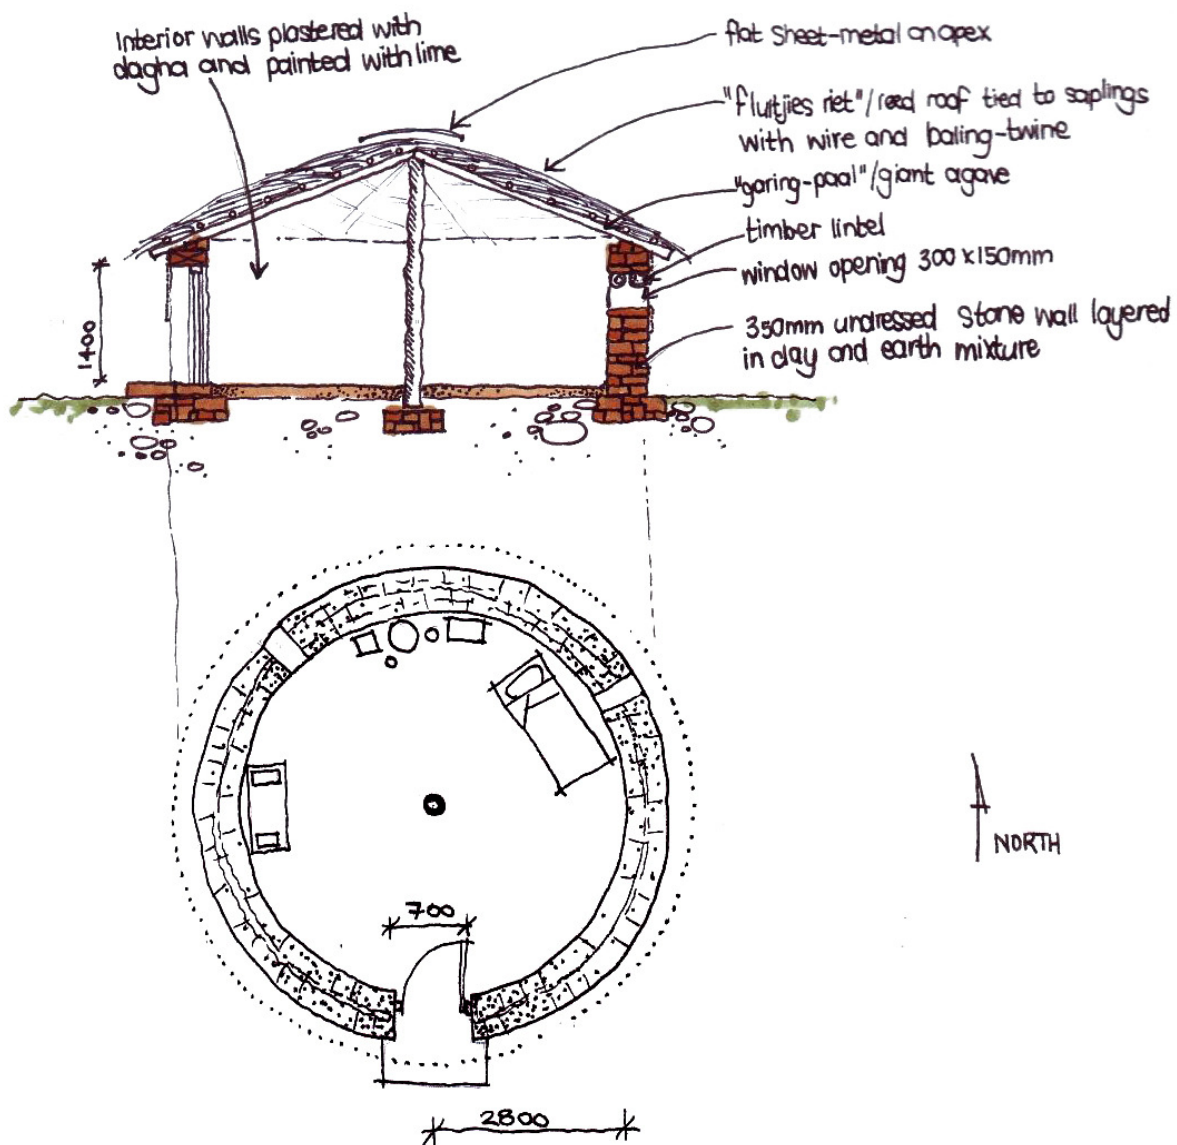 Interior walls plastered with
dagha and painted with lime
flat sheet-metal on apex
"fluitjies riet"/reed roof tied to saplings
with wire and baling-twine
"garing-paal"/giant agave
timber lintel
window opening 300 x 150mm
350mm undressed stone wall layered
in clay and earth mixture
1400
NORTH
700
2800